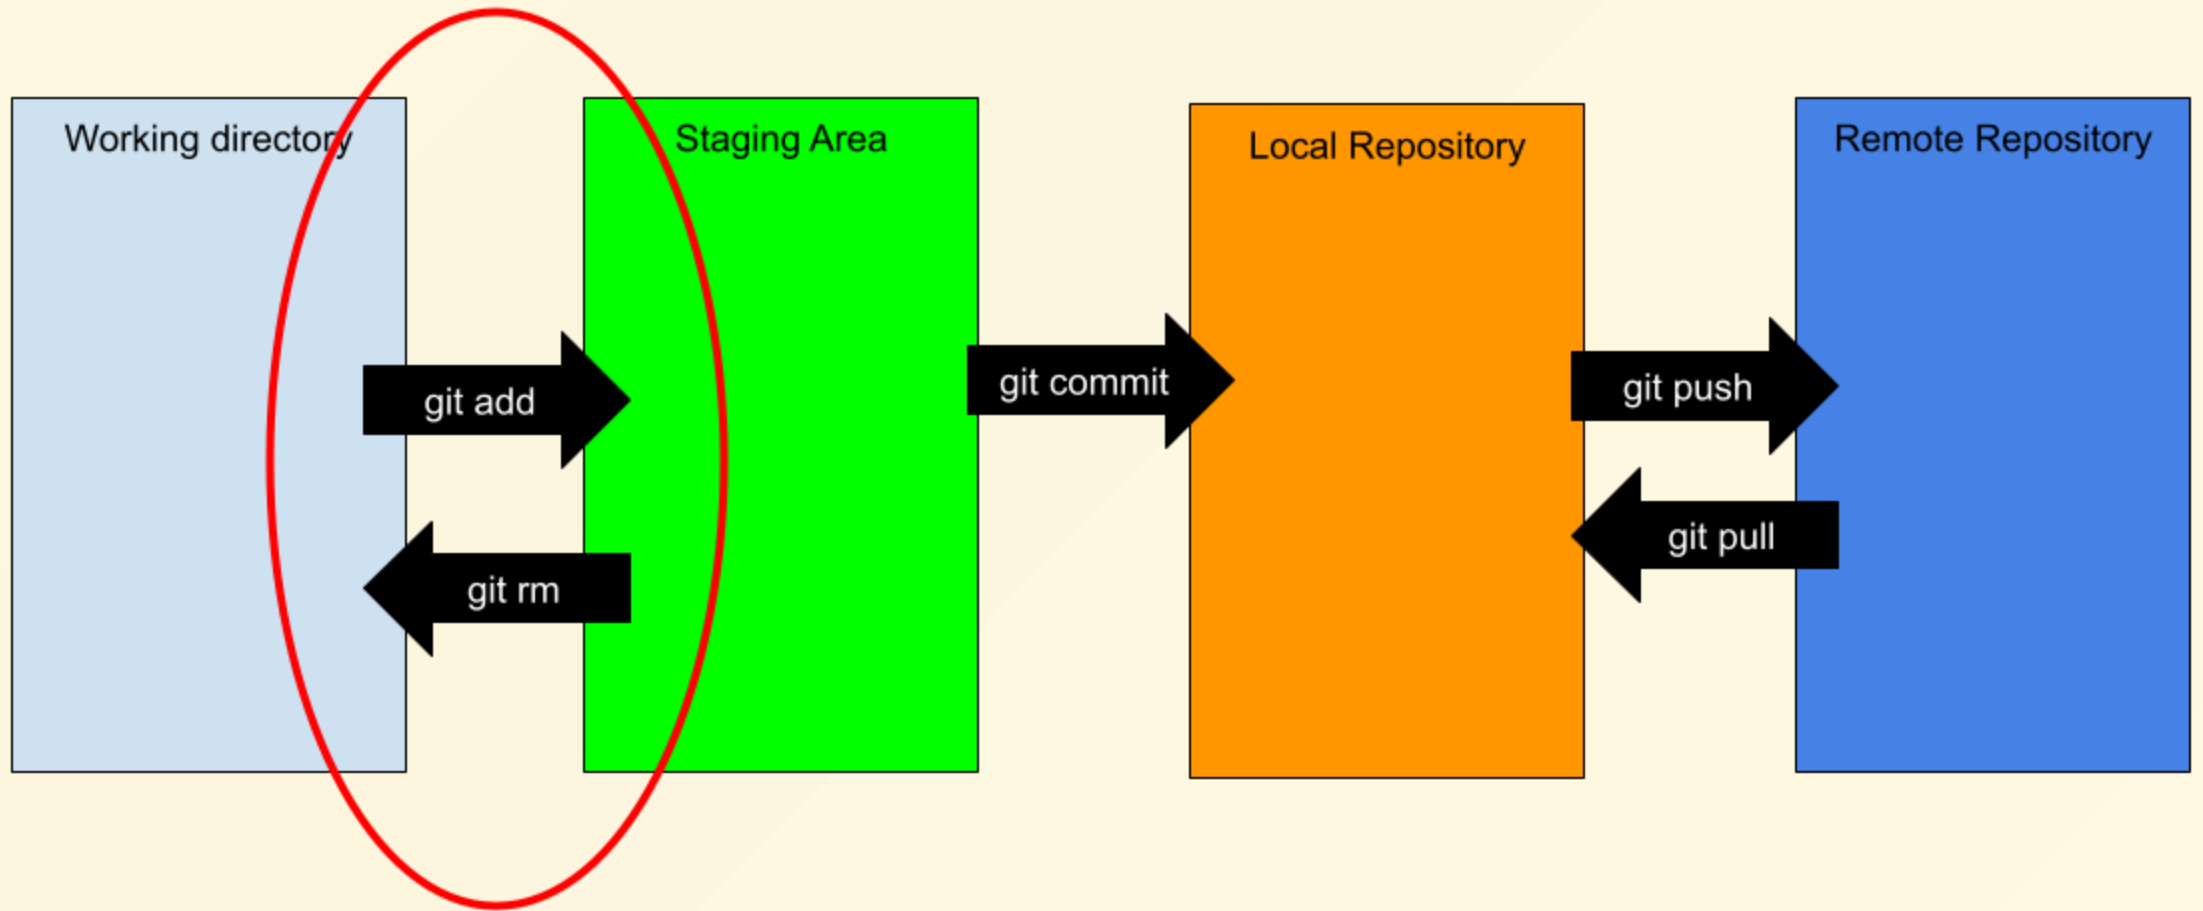 Working directory
Staging Area
Local Repository
Remote Repository
git add
git commit
git push
git rm
git pull